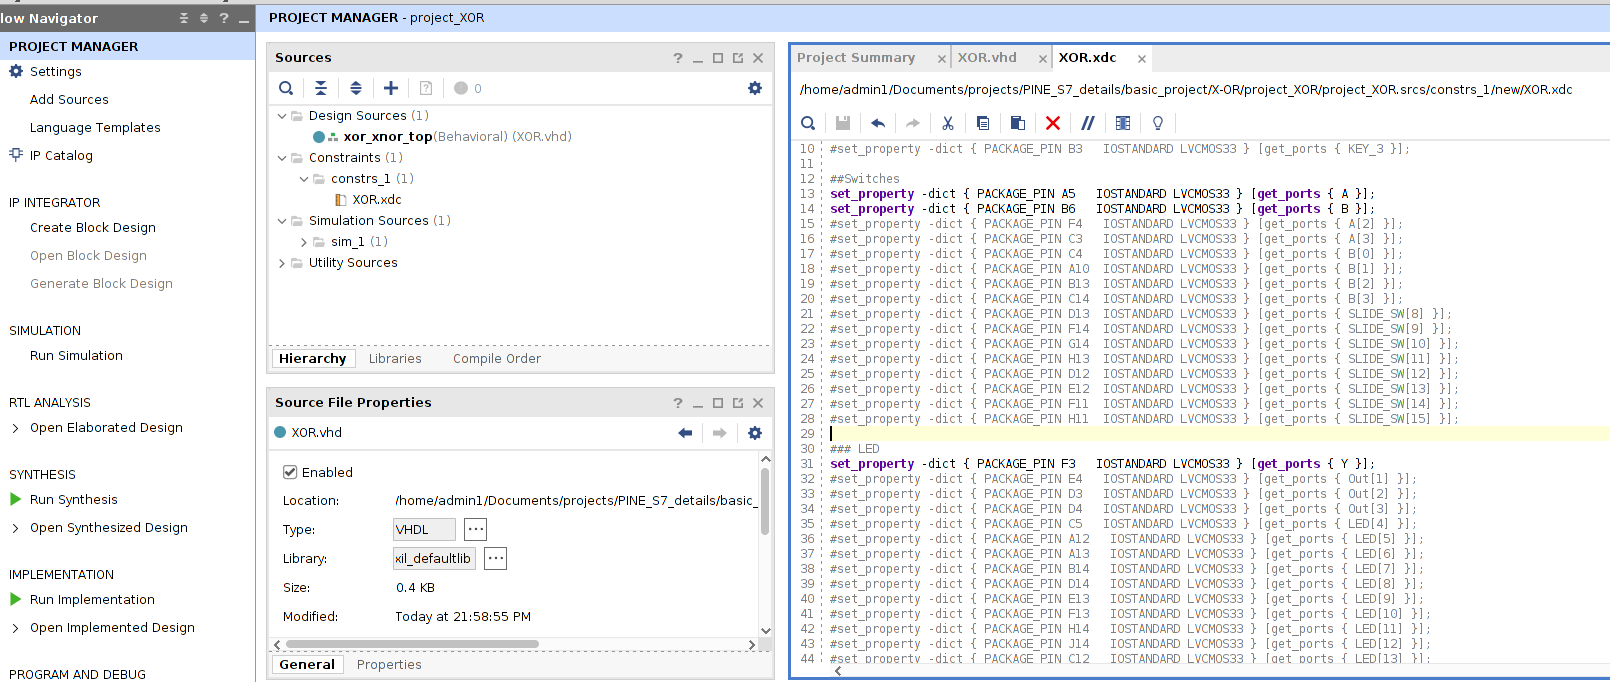 low Navigator
?
PROJECT MANAGER
Settings
Add Sources
Language Templates
IP Catalog
IP INTEGRATOR
Create Block Design
Open Block Design
Generate Block Design
SIMULATION
Run Simulation
RTL ANALYSIS
Open Elaborated Design
SYNTHESIS
Run Synthesis
Open Synthesized Design
IMPLEMENTATION
Run Implementation
Open Implemented Design
PROGRAM AND DEBUG
PROJECT MANAGER - project_XOR
Sources
?
0
Design Sources (1)
xor_xnor_top(Behavioral) (XOR.vhd)
Constraints (1)
constrs_1 (1)
XOR.xdc
Simulation Sources (1)
sim_1 (1)
Utility Sources
Hierarchy Libraries Compile Order
Source File Properties
?
XOR.vhd
Enabled
Location: /home/admin1/Documents/projects/PINE_S7_details/basic_
Type: VHDL ...
Library: xil_defaultlib ...
Size: 0.4 KB
Modified: Today at 21:58:55 PM
General Properties
Project Summary XOR.vhd XOR.xdc
/home/admin1/Documents/projects/PINE_S7_details/basic_project/X-OR/project_XOR/project_XOR.srcs/constrs_1/new/XOR.xdc
10 #set_property -dict { PACKAGE_PIN B3 IOSTANDARD LVCMOS33 } [get_ports { KEY_3 }];
11
12 ##Switches
13 set_property -dict { PACKAGE_PIN A5 IOSTANDARD LVCMOS33 } [get_ports { A }];
14 set_property -dict { PACKAGE_PIN B6 IOSTANDARD LVCMOS33 } [get_ports { B }];
15 #set_property -dict { PACKAGE_PIN F4 IOSTANDARD LVCMOS33 } [get_ports { A[2] }];
16 #set_property -dict { PACKAGE_PIN C3 IOSTANDARD LVCMOS33 } [get_ports { A[3] }];
17 #set_property -dict { PACKAGE_PIN C4 IOSTANDARD LVCMOS33 } [get_ports { B[0] }];
18 #set_property -dict { PACKAGE_PIN A10 IOSTANDARD LVCMOS33 } [get_ports { B[1] }];
19 #set_property -dict { PACKAGE_PIN B13 IOSTANDARD LVCMOS33 } [get_ports { B[2] }];
20 #set_property -dict { PACKAGE_PIN C14 IOSTANDARD LVCMOS33 } [get_ports { B[3] }];
21 #set_property -dict { PACKAGE_PIN D13 IOSTANDARD LVCMOS33 } [get_ports { SLIDE_SW[8] }];
22 #set_property -dict { PACKAGE_PIN F14 IOSTANDARD LVCMOS33 } [get_ports { SLIDE_SW[9] }];
23 #set_property -dict { PACKAGE_PIN G14 IOSTANDARD LVCMOS33 } [get_ports { SLIDE_SW[10] }];
24 #set_property -dict { PACKAGE_PIN H13 IOSTANDARD LVCMOS33 } [get_ports { SLIDE_SW[11] }];
25 #set_property -dict { PACKAGE_PIN D12 IOSTANDARD LVCMOS33 } [get_ports { SLIDE_SW[12] }];
26 #set_property -dict { PACKAGE_PIN E12 IOSTANDARD LVCMOS33 } [get_ports { SLIDE_SW[13] }];
27 #set_property -dict { PACKAGE_PIN F11 IOSTANDARD LVCMOS33 } [get_ports { SLIDE_SW[14] }];
28 #set_property -dict { PACKAGE_PIN H11 IOSTANDARD LVCMOS33 } [get_ports { SLIDE_SW[15] }];
29
30 ### LED
31 set_property -dict { PACKAGE_PIN F3 IOSTANDARD LVCMOS33 } [get_ports { Y }];
32 #set_property -dict { PACKAGE_PIN E4 IOSTANDARD LVCMOS33 } [get_ports { Out[1] }];
33 #set_property -dict { PACKAGE_PIN D3 IOSTANDARD LVCMOS33 } [get_ports { Out[2] }];
34 #set_property -dict { PACKAGE_PIN D4 IOSTANDARD LVCMOS33 } [get_ports { Out[3] }];
35 #set_property -dict { PACKAGE_PIN C5 IOSTANDARD LVCMOS33 } [get_ports { LED[4] }];
36 #set_property -dict { PACKAGE_PIN A12 IOSTANDARD LVCMOS33 } [get_ports { LED[5] }];
37 #set_property -dict { PACKAGE_PIN A13 IOSTANDARD LVCMOS33 } [get_ports { LED[6] }];
38 #set_property -dict { PACKAGE_PIN B14 IOSTANDARD LVCMOS33 } [get_ports { LED[7] }];
39 #set_property -dict { PACKAGE_PIN D14 IOSTANDARD LVCMOS33 } [get_ports { LED[8] }];
40 #set_property -dict { PACKAGE_PIN E13 IOSTANDARD LVCMOS33 } [get_ports { LED[9] }];
41 #set_property -dict { PACKAGE_PIN F13 IOSTANDARD LVCMOS33 } [get_ports { LED[10] }];
42 #set_property -dict { PACKAGE_PIN H14 IOSTANDARD LVCMOS33 } [get_ports { LED[11] }];
43 #set_property -dict { PACKAGE_PIN J14 IOSTANDARD LVCMOS33 } [get_ports { LED[12] }];
44 #set_property -dict { PACKAGE_PIN C12 IOSTANDARD LVCMOS33 } [get_ports { LED[13] }];